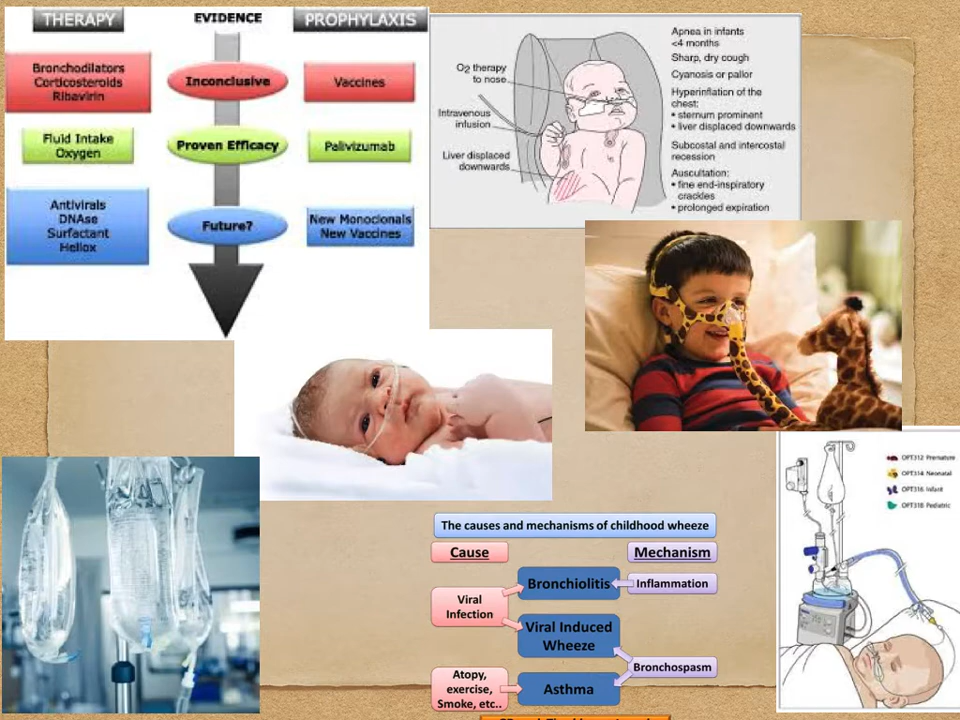 THERAPY
EVIDENCE
PROPHYLAXIS
Bronchodilators
Corticosteroids
Ribavirin
Inconclusive
Vaccines
Fluid Intake
Oxygen
Proven Efficacy
Palivizumab
Antivirals
DNAse
Surfactant
Heliox
Future?
New Monoclonals
New Vaccines
O2 therapy
to nose
Intravenous
infusion
Liver displaced
downwards
Apnea in infants
<4 months
Sharp, dry cough
Cyanosis or pallor
Hyperinflation of the
chest:
• sternum prominent
• liver displaced downwards
Subcostal and intercostal
recession
Auscultation:
• fine end-inspiratory
crackles
• prolonged expiration
OPT312 Premature
OPT314 Neonatal
OPT316 Infant
OPT318 Pediatric
The causes and mechanisms of childhood wheeze
Cause
Mechanism
Bronchiolitis
Inflammation
Viral
Infection
Viral Induced
Wheeze
Bronchospasm
Atopy,
exercise,
Smoke, etc..
Asthma